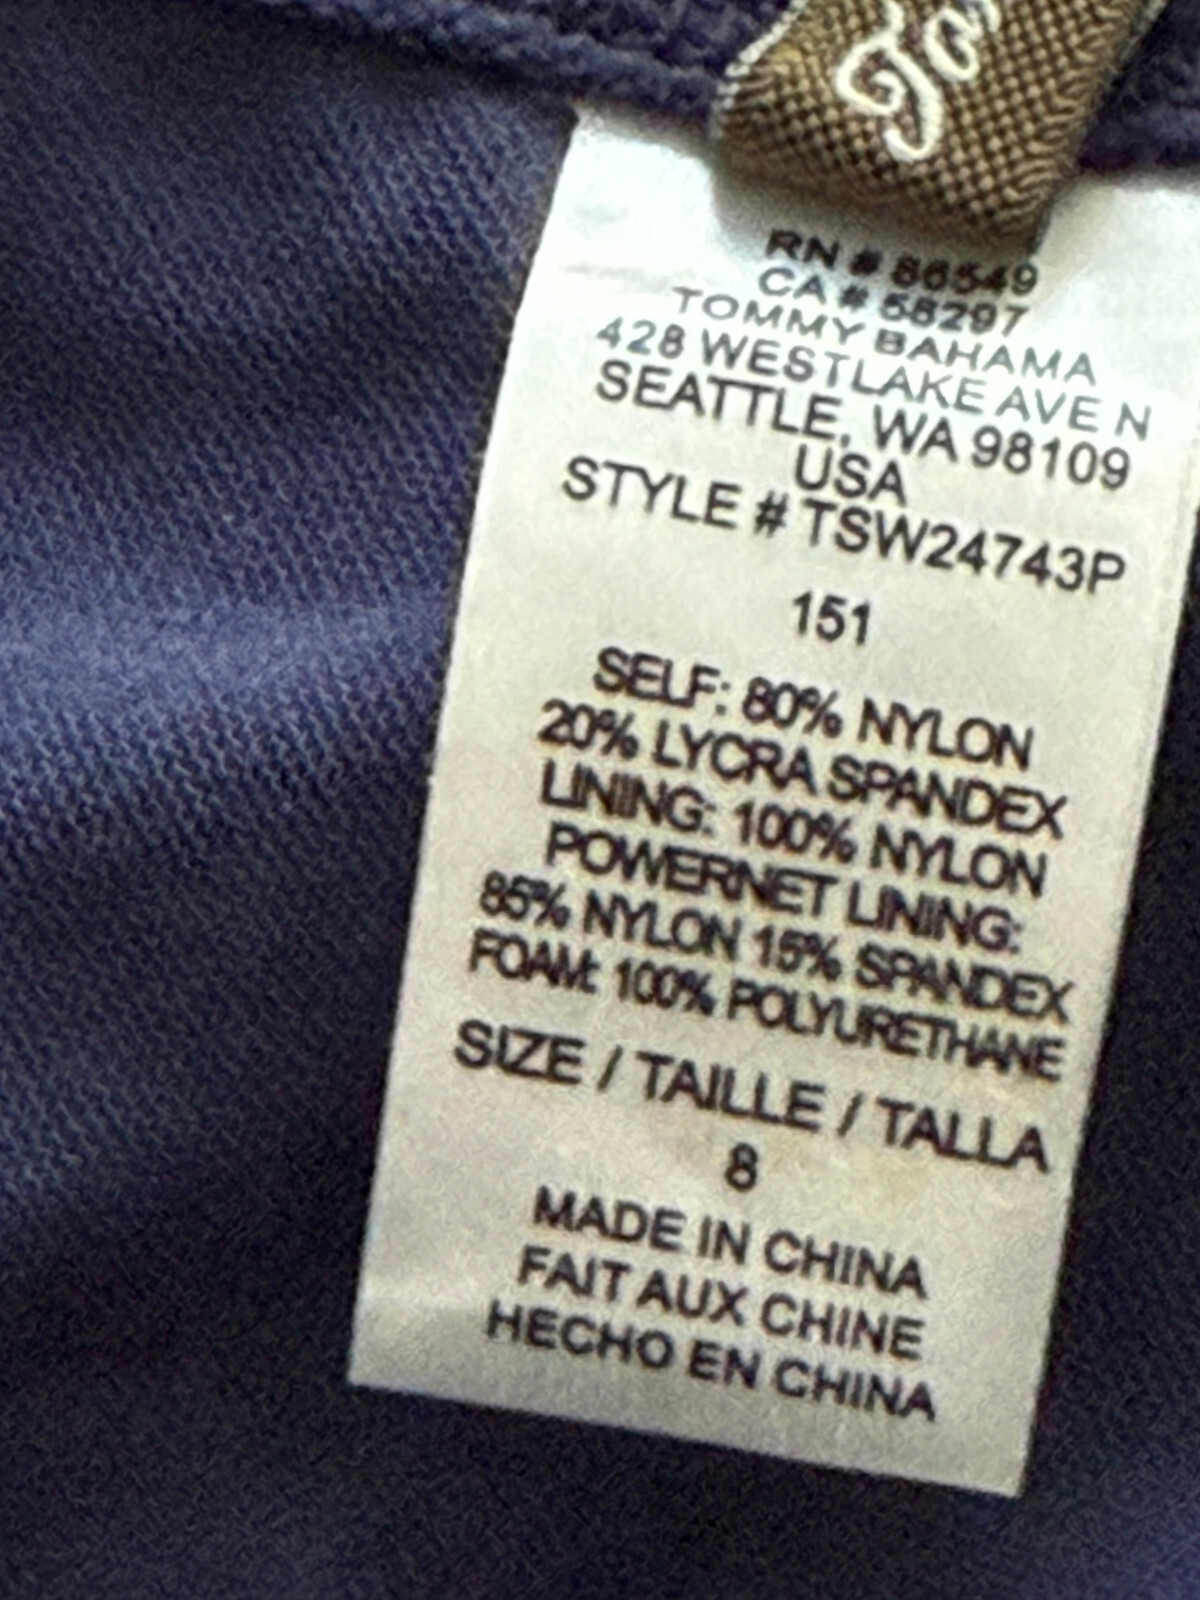 RN # 86549
CA # 58297
TOMMY BAHAMA
428 WESTLAKE AVE N
SEATTLE, WA 98109
USA
STYLE # TSW24743P
151
SELF: 80% NYLON
20% LYCRA SPANDEX
LINING: 100% NYLON
POWERNET LINING:
85% NYLON 15% SPANDEX
FOAM: 100% POLYURETHANE
SIZE / TAILLE / TALLA
8
MADE IN CHINA
FAIT AUX CHINE
HECHO EN CHINA